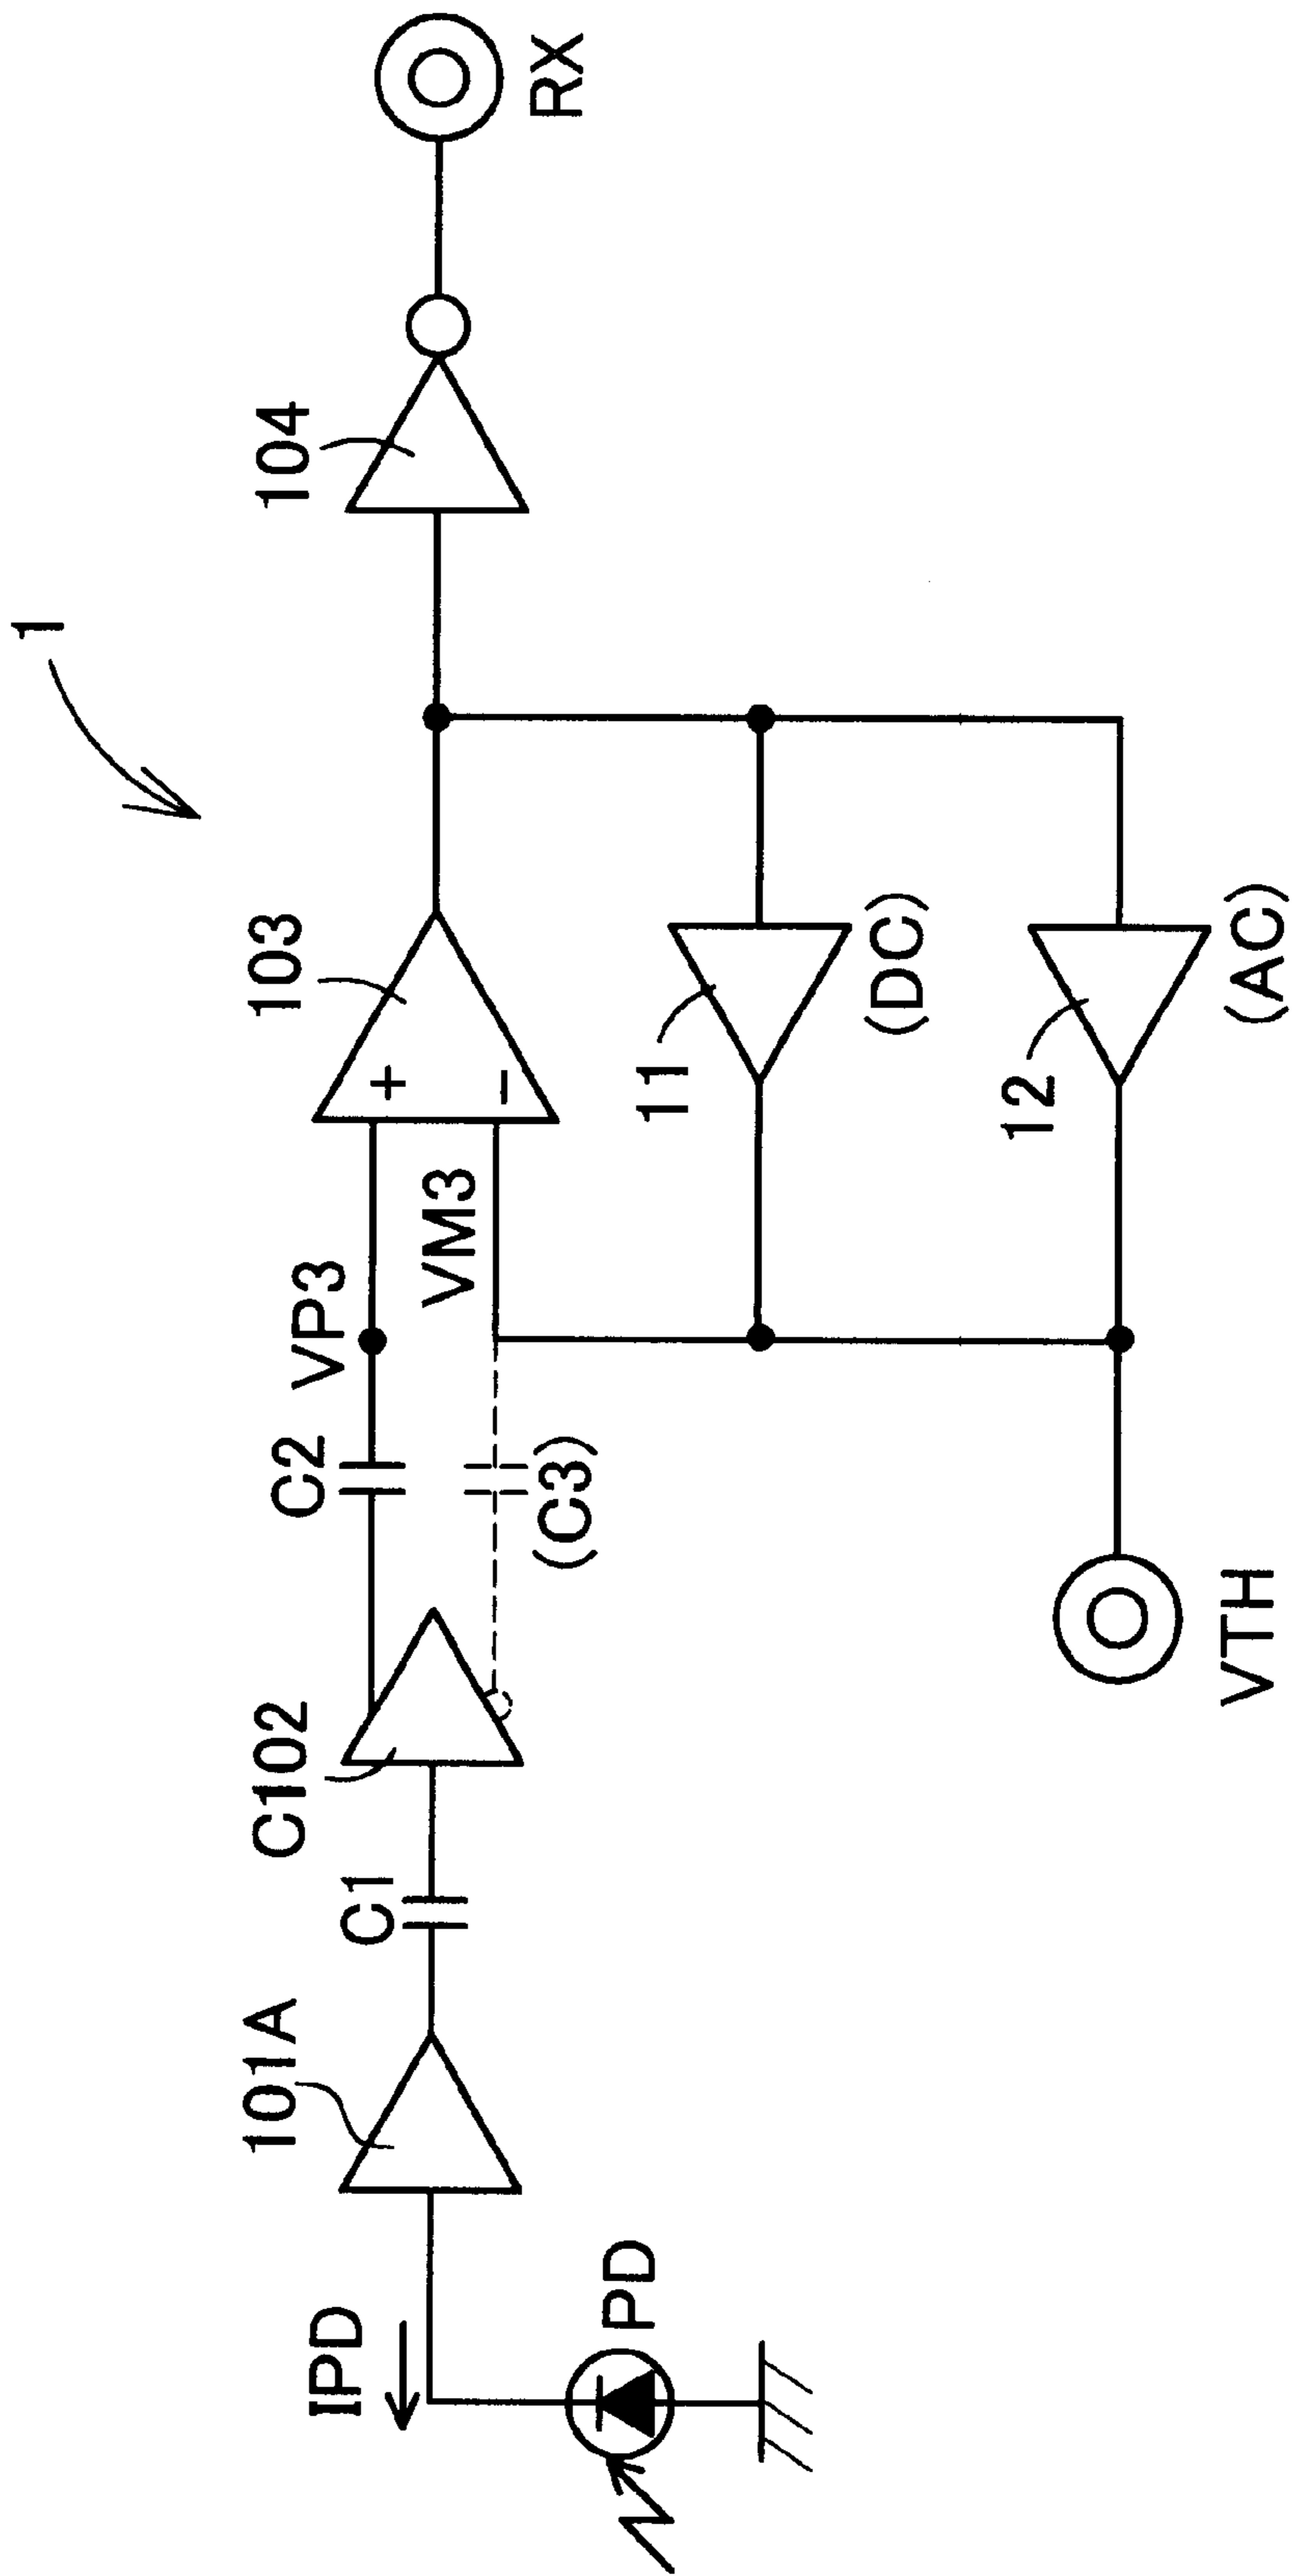 1
IPD
PD
101A
C1
C102
C2
(C3)
VP3
VM3
103
+
−
104
RX
11
(DC)
12
(AC)
VTH